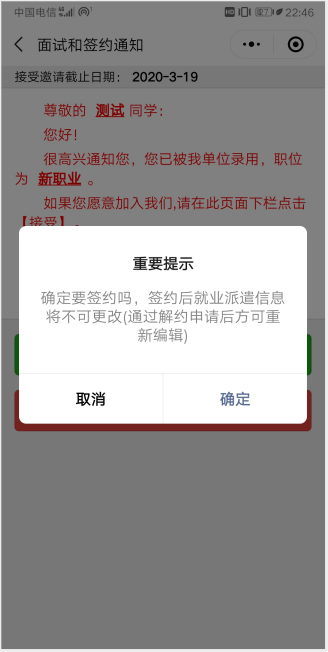 中国电信 22:46
面试和签约通知
接受邀请截止日期： 2020-3-19
尊敬的 测试 同学：
您好！
很高兴通知您，您已被我单位录用，职位
为 新职业 。
如果您愿意加入我们,请在此页面下栏点击
【接受】。
重要提示
确定要签约吗，签约后就业派遣信息
将不可更改(通过解约申请后方可重
新编辑)
取消 确定